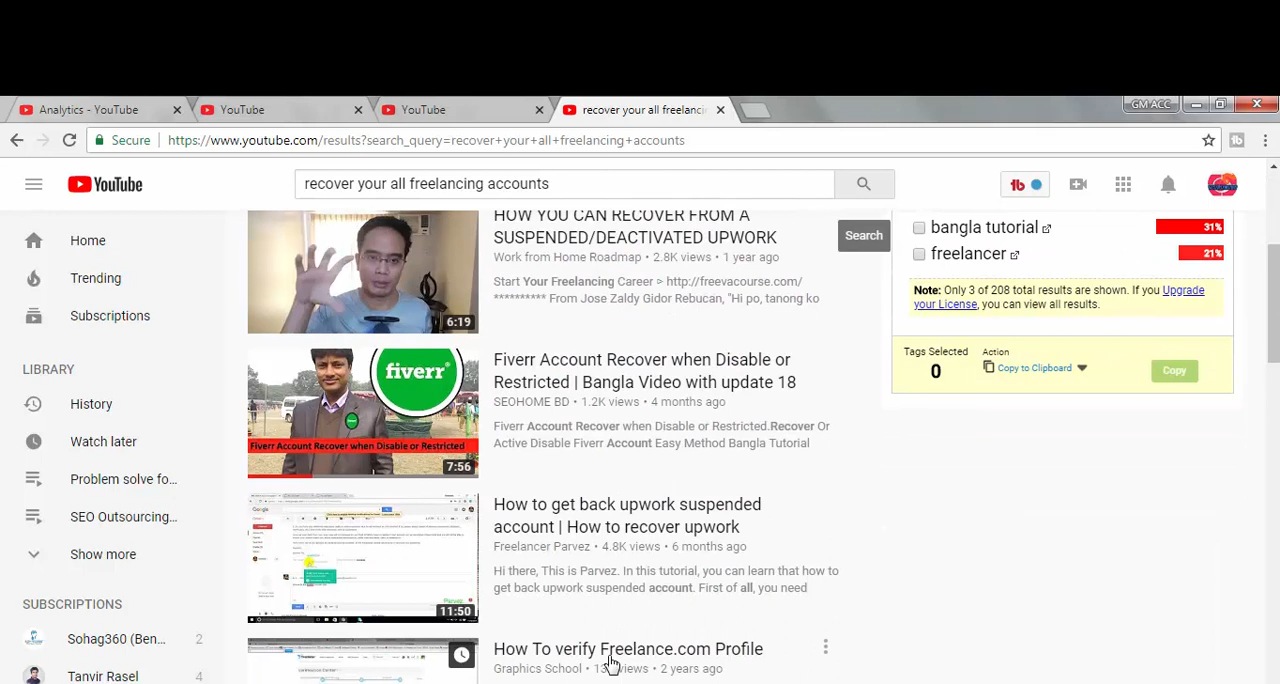 Analytics - YouTube
YouTube
YouTube
recover your all freelancin
GM ACC
Secure
https://www.youtube.com/results?search_query=recover+your+all+freelancing+accounts
YouTube
recover your all freelancing accounts
Home
Trending
Subscriptions
LIBRARY
History
Watch later
Problem solve fo...
SEO Outsourcing...
Show more
SUBSCRIPTIONS
Sohag360 (Ben... 2
Tanvir Rasel 4
HOW YOU CAN RECOVER FROM A
SUSPENDED/DEACTIVATED UPWORK
Work from Home Roadmap • 2.8K views • 1 year ago
Start Your Freelancing Career ▻ http://freevacourse.com/
********** From Jose Zaldy Gidor Rebucan, "Hi po, tanong ko
6:19
Search
fiverr
Fiverr Account Recover when Disable or Restricted
7:56
Fiverr Account Recover when Disable or
Restricted | Bangla Video with update 18
SEOHOME BD • 1.2K views • 4 months ago
Fiverr Account Recover when Disable or Restricted.Recover Or
Active Disable Fiverr Account Easy Method Bangla Tutorial
11:50
How to get back upwork suspended
account | How to recover upwork
Freelancer Parvez • 4.8K views • 6 months ago
Hi there, This is Parvez. In this tutorial, you can learn that how to
get back upwork suspended account. First of all, you need
How To verify Freelance.com Profile
Graphics School • views • 2 years ago
bangla tutorial 31%
freelancer 21%
Note: Only 3 of 208 total results are shown. If you Upgrade
your License, you can view all results.
Tags Selected
0
Action
Copy to Clipboard
Copy